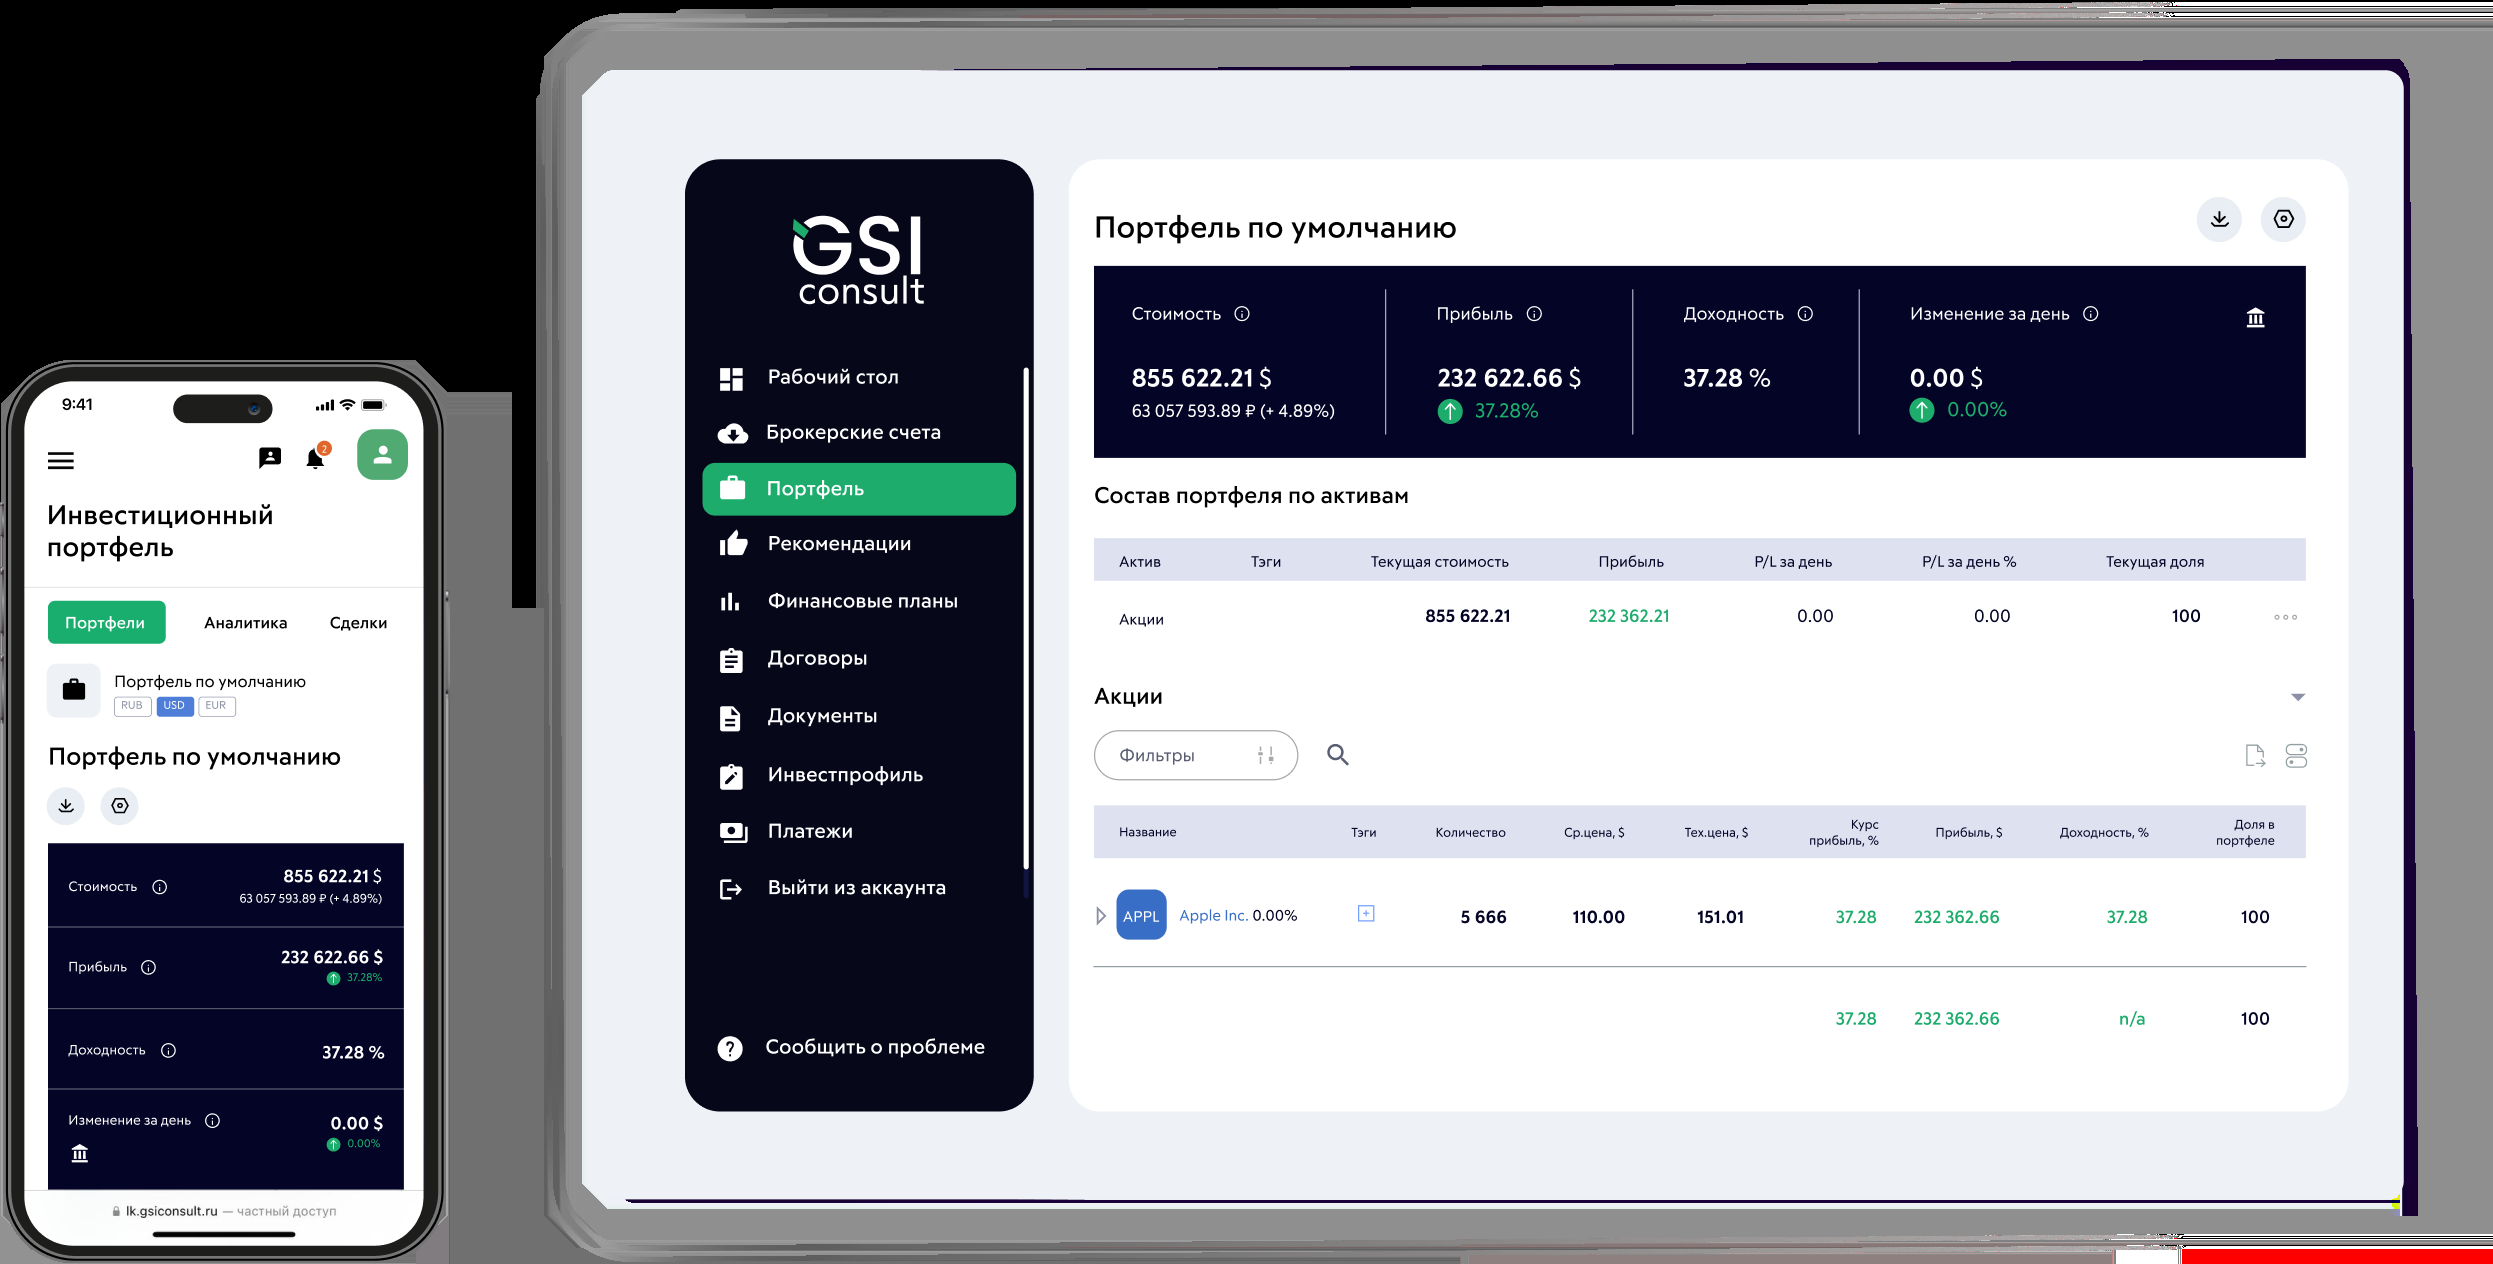 9:41
2
Инвестиционный
портфель
Портфели Аналитика Сделки
Портфель по умолчанию
RUB USD EUR
Портфель по умолчанию
Стоимость 855 622.21 $
63 057 593.89 ₽ (+ 4.89%)
Прибыль 232 622.66 $
37.28%
Доходность 37.28 %
Изменение за день 0.00 $
0.00%
lk.gsiconsult.ru — частный доступ
GSI
consult
Рабочий стол
Брокерские счета
Портфель
Рекомендации
Финансовые планы
Договоры
Документы
Инвестпрофиль
Платежи
Выйти из аккаунта
Сообщить о проблеме
Портфель по умолчанию
Стоимость Прибыль Доходность Изменение за день
855 622.21 $ 232 622.66 $ 37.28 % 0.00 $
63 057 593.89 ₽ (+ 4.89%) 37.28% 0.00%
Состав портфеля по активам
Актив Тэги Текущая стоимость Прибыль P/L за день P/L за день % Текущая доля
Акции 855 622.21 232 362.21 0.00 0.00 100
Акции
Фильтры
Название Тэги Количество Ср.цена, $ Тех.цена, $ Курс прибыль, % Прибыль, $ Доходность, % Доля в портфеле
APPL Apple Inc. 0.00% 5 666 110.00 151.01 37.28 232 362.66 37.28 100
37.28 232 362.66 n/a 100